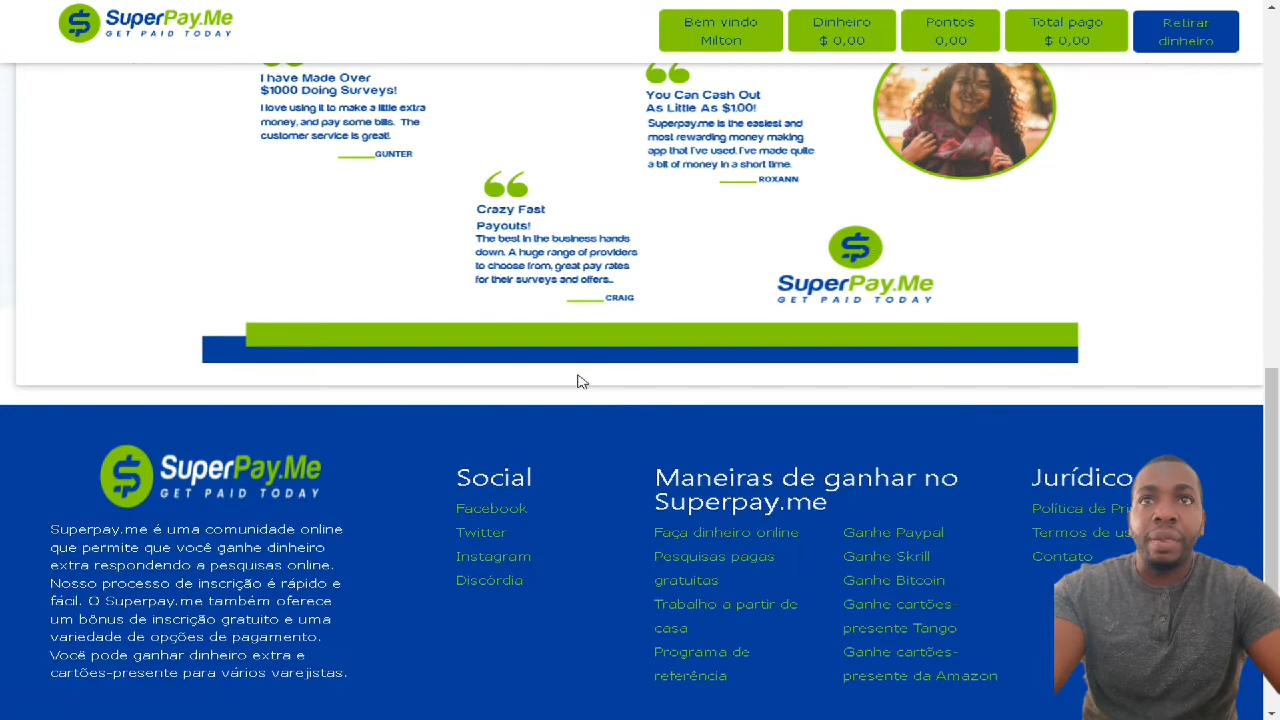 SuperPay.Me
GET PAID TODAY
Bem vindo
Milton
Dinheiro
$ 0,00
Pontos
0,00
Total pago
$ 0,00
Retirar
dinheiro
I have Made Over
$1000 Doing Surveys!
I love using it to make a little extra
money, and pay some bills. The
customer service is great!.
GUNTER
You Can Cash Out
As Little As $1.00!
Superpay.me is the easiest and
most rewarding money making
app that I've used. I've made quite
a bit of money in a short time.
ROXANN
Crazy Fast
Payouts!
The best in the business hands
down. A huge range of providers
to choose from, great pay rates
for their surveys and offers...
CRAIG
SuperPay.Me
GET PAID TODAY
SuperPay.Me
GET PAID TODAY
Superpay.me é uma comunidade online
que permite que você ganhe dinheiro
extra respondendo a pesquisas online.
Nosso processo de inscrição é rápido e
fácil. O Superpay.me também oferece
um bônus de inscrição gratuito e uma
variedade de opções de pagamento.
Você pode ganhar dinheiro extra e
cartões-presente para vários varejistas.
Social
Facebook
Twitter
Instagram
Discórdia
Maneiras de ganhar no
Superpay.me
Faça dinheiro online
Pesquisas pagas
gratuitas
Trabalho a partir de
casa
Programa de
referência
Ganhe Paypal
Ganhe Skrill
Ganhe Bitcoin
Ganhe cartões-
presente Tango
Ganhe cartões-
presente da Amazon
Jurídico
Política de
Termos de
Contato